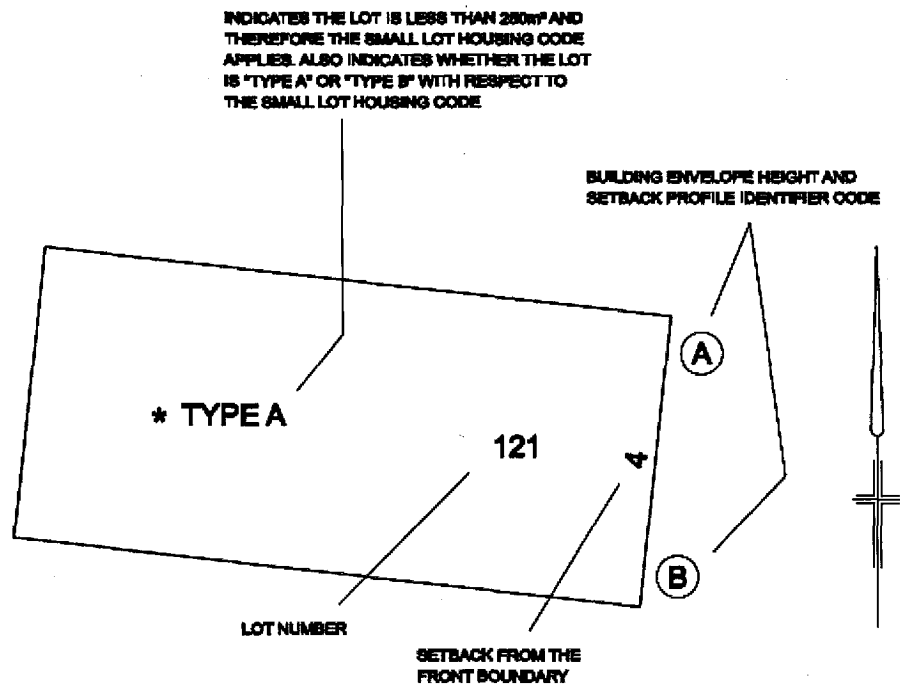 INDICATES THE LOT IS LESS THAN 250m² AND
THEREFORE THE SMALL LOT HOUSING CODE
APPLIES. ALSO INDICATES WHETHER THE LOT
IS "TYPE A" OR "TYPE B" WITH RESPECT TO
THE SMALL LOT HOUSING CODE
BUILDING ENVELOPE HEIGHT AND
SETBACK PROFILE IDENTIFIER CODE
A
* TYPE A
121
4
B
LOT NUMBER
SETBACK FROM THE
FRONT BOUNDARY